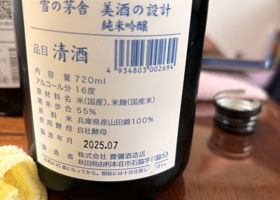 雪の茅舎 美酒の設計
純米吟醸
品目 清酒
4 934803 002694
内容量 720ml
アルコール分 16度
原材料名 米(国産)、米麹(国産米)
精米歩合 55%
原料米 兵庫県産山田錦100%
使用酵母 自社酵母
製造年月 2025.07
製造者 株式会社 齋彌酒造店
秋田県由利本荘市石脇字石脇53